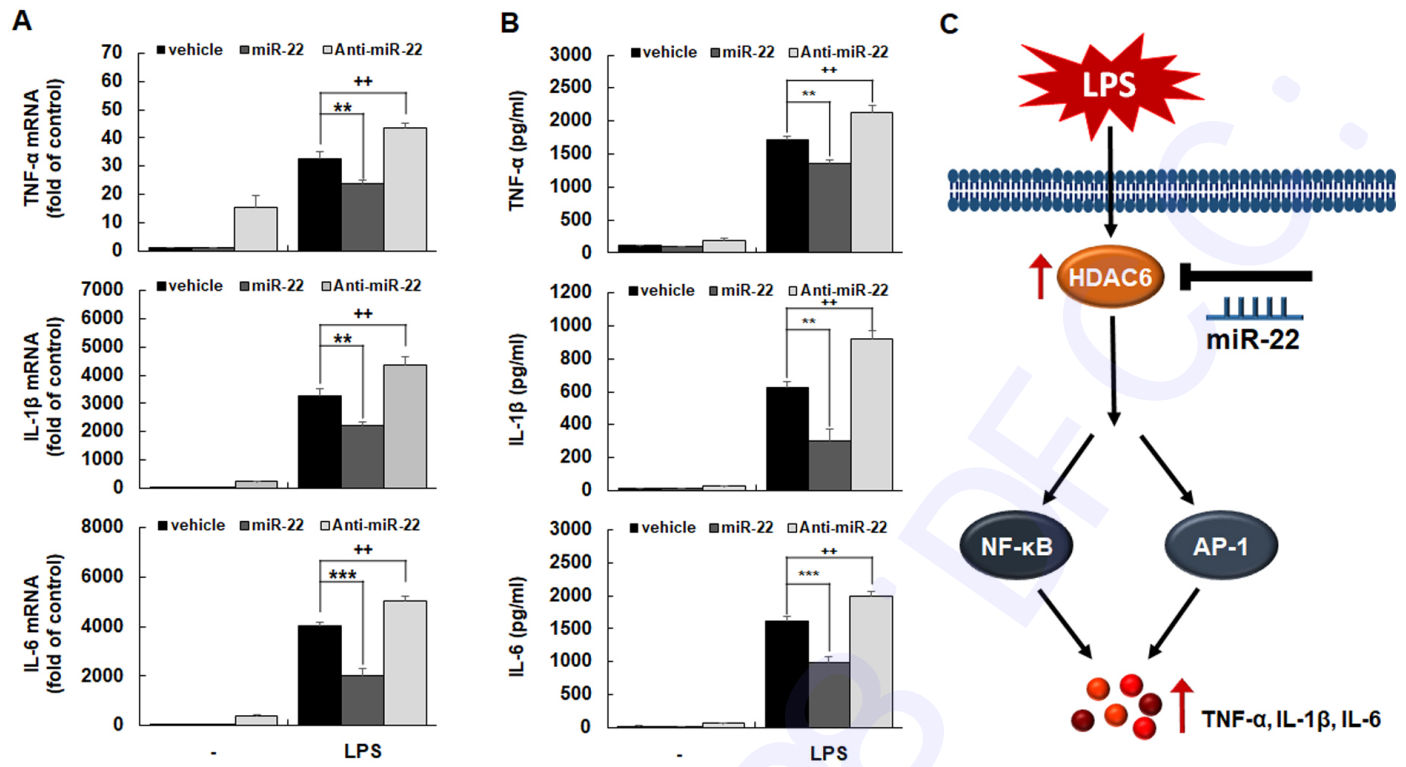 A
vehicle miR-22 Anti-miR-22
TNF-α mRNA
(fold of control)
70
60
50
40
30
20
10
0
++
**
vehicle miR-22 Anti-miR-22
IL-1β mRNA
(fold of control)
7000
6000
5000
4000
3000
2000
1000
0
++
**
vehicle miR-22 Anti-miR-22
IL-6 mRNA
(fold of control)
8000
6000
4000
2000
0
++
***
- LPS
B
vehicle miR-22 Anti-miR-22
TNF-α (pg/ml)
3000
2500
2000
1500
1000
500
0
++
**
vehicle miR-22 Anti-miR-22
IL-1β (pg/ml)
1200
1000
800
600
400
200
0
++
**
vehicle miR-22 Anti-miR-22
IL-6 (pg/ml)
3000
2500
2000
1500
1000
500
0
++
***
- LPS
C
LPS
HDAC6
miR-22
NF-κB AP-1
TNF-α, IL-1β, IL-6